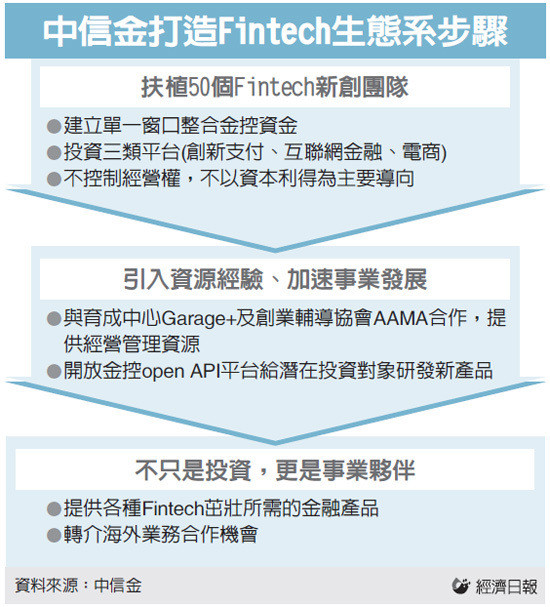 中信金打造Fintech生態系步驟
扶植50個Fintech新創團隊
●建立單一窗口整合金控資金
●投資三類平台(創新支付、互聯網金融、電商)
●不控制經營權，不以資本利得為主要導向
引入資源經驗、加速事業發展
●與育成中心Garage+及創業輔導協會AAMA合作，提
供經營管理資源
●開放金控open API平台給潛在投資對象研發新產品
不只是投資，更是事業夥伴
●提供各種Fintech茁壯所需的金融產品
●轉介海外業務合作機會
資料來源：中信金
經濟日報